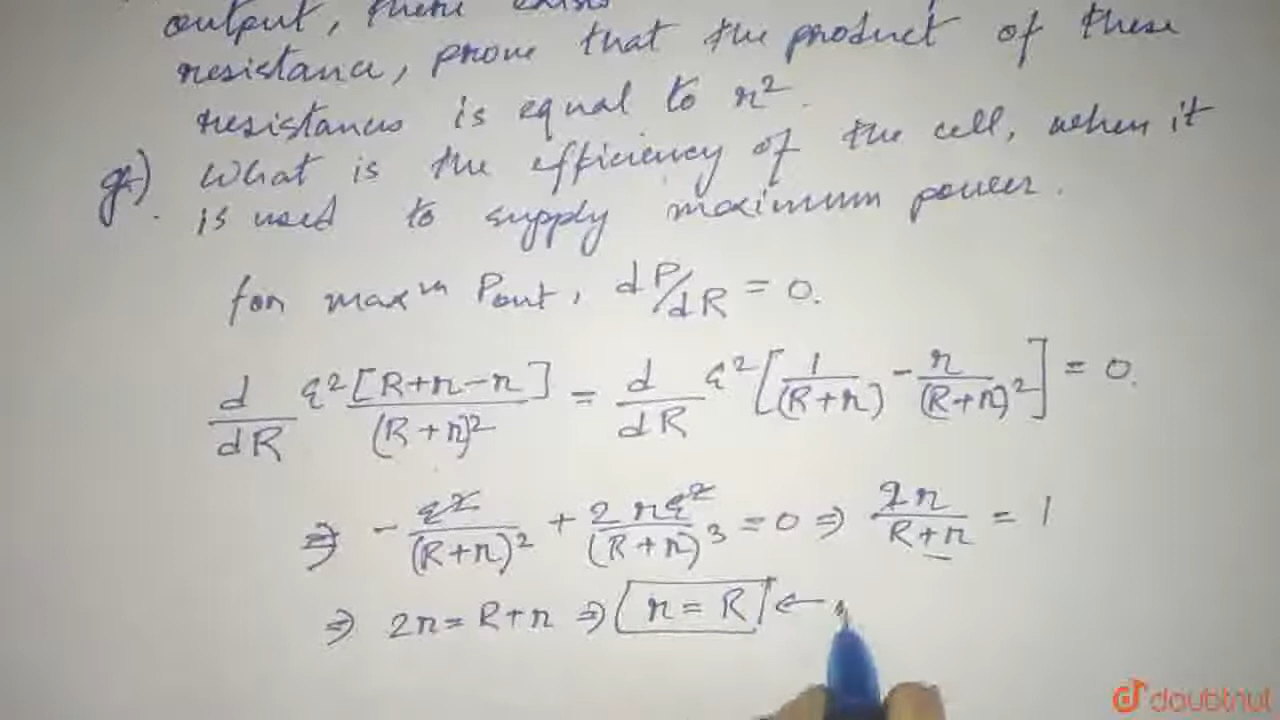 output, there exists
resistance, prove that the product of these
resistances is equal to r².
g) What is the efficiency of the cell, when it
is used to supply maximum power.
for maxᵐ Pout, dP/dR = 0.
d/dR ε² [R+r-r]/(R+r)² = d/dR ε² [1/(R+r) - r/(R+r)²] = 0.
⇒ - ε²/(R+r)² + 2rε²/(R+r)³ = 0 ⇒ 2r/(R+r) = 1
⇒ 2r = R+r ⇒ r = R ←
doubtnut